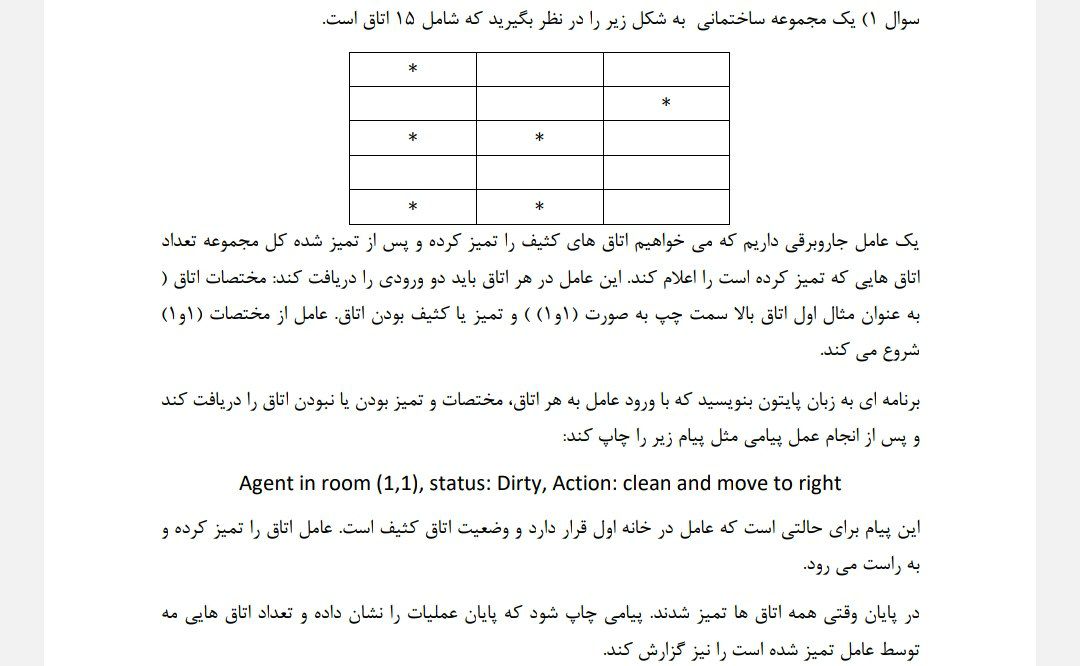 سوال ۱) یک مجموعه ساختمانی به شکل زیر را در نظر بگیرید که شامل ۱۵ اتاق است.
*
*
* *
* *
یک عامل جاروبرقی داریم که می خواهیم اتاق های کثیف را تمیز کرده و پس از تمیز شده کل مجموعه تعداد
اتاق هایی که تمیز کرده است را اعلام کند. این عامل در هر اتاق باید دو ورودی را دریافت کند: مختصات اتاق (
به عنوان مثال اول اتاق بالا سمت چپ به صورت (۱و۱) ) و تمیز یا کثیف بودن اتاق. عامل از مختصات (۱و۱)
شروع می کند.
برنامه ای به زبان پایتون بنویسید که با ورود عامل به هر اتاق، مختصات و تمیز بودن یا نبودن اتاق را دریافت کند
و پس از انجام عمل پیامی مثل پیام زیر را چاپ کند:
Agent in room (1,1), status: Dirty, Action: clean and move to right
این پیام برای حالتی است که عامل در خانه اول قرار دارد و وضعیت اتاق کثیف است. عامل اتاق را تمیز کرده و
به راست می رود.
در پایان وقتی همه اتاق ها تمیز شدند. پیامی چاپ شود که پایان عملیات را نشان داده و تعداد اتاق هایی مه
توسط عامل تمیز شده است را نیز گزارش کند.